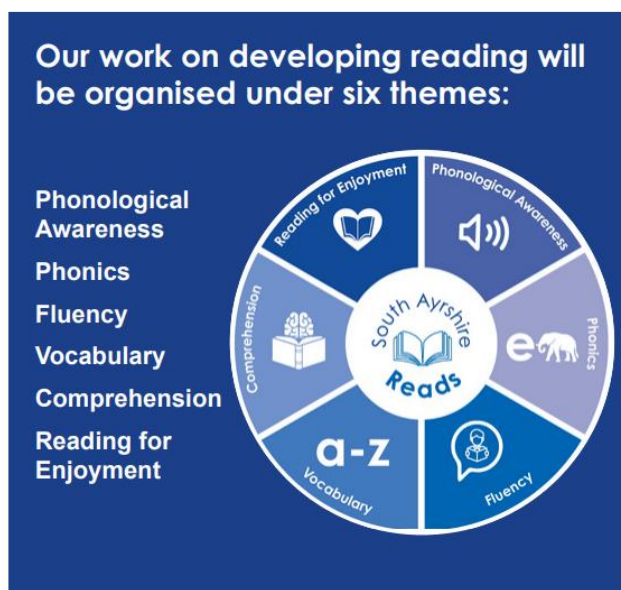 Our work on developing reading will
be organised under six themes:
Phonological
Awareness
Phonics
Fluency
Vocabulary
Comprehension
Reading for
Enjoyment
Reading for Enjoyment
Phonological Awareness
Phonics
e
Fluency
a-z
Vocabulary
Comprehension
South Ayrshire
Reads